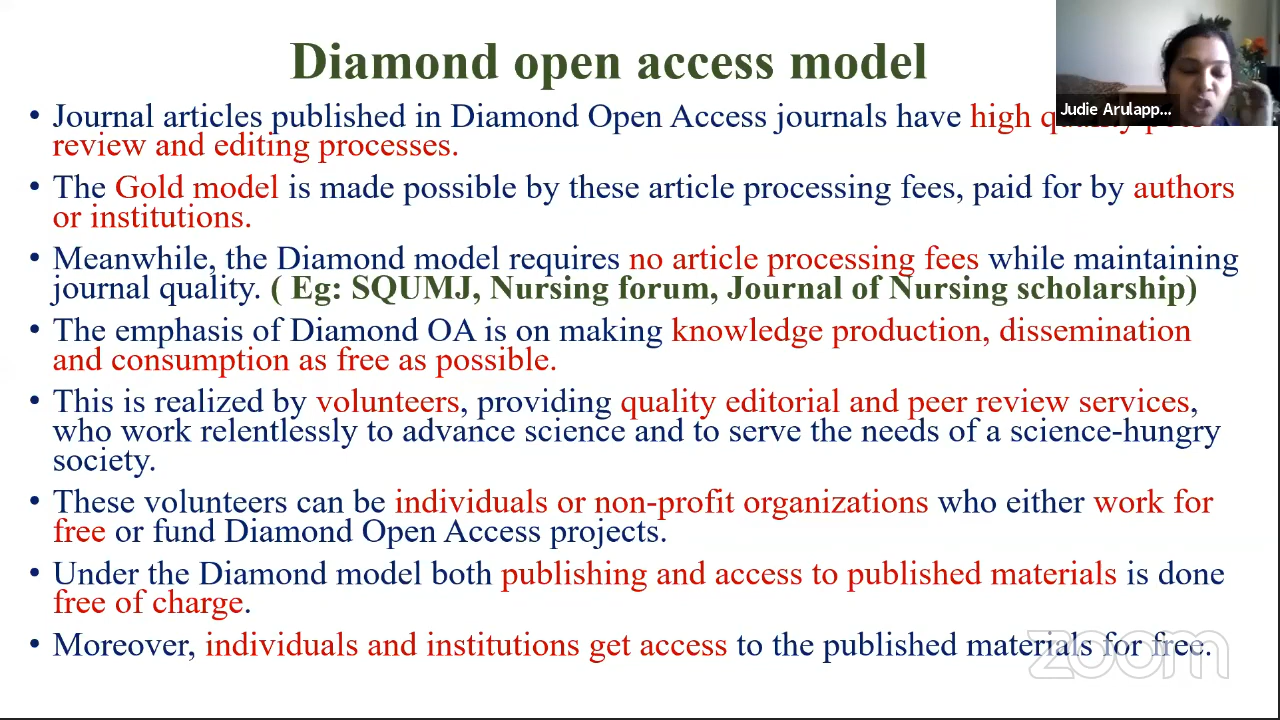 Diamond open access model
Judie Arulapp...
• Journal articles published in Diamond Open Access journals have high
review and editing processes.
• The Gold model is made possible by these article processing fees, paid for by authors
or institutions.
• Meanwhile, the Diamond model requires no article processing fees while maintaining
journal quality. ( Eg: SQUMJ, Nursing forum, Journal of Nursing scholarship)
• The emphasis of Diamond OA is on making knowledge production, dissemination
and consumption as free as possible.
• This is realized by volunteers, providing quality editorial and peer review services,
who work relentlessly to advance science and to serve the needs of a science-hungry
society.
• These volunteers can be individuals or non-profit organizations who either work for
free or fund Diamond Open Access projects.
• Under the Diamond model both publishing and access to published materials is done
free of charge.
• Moreover, individuals and institutions get access to the published materials for free.
zoom